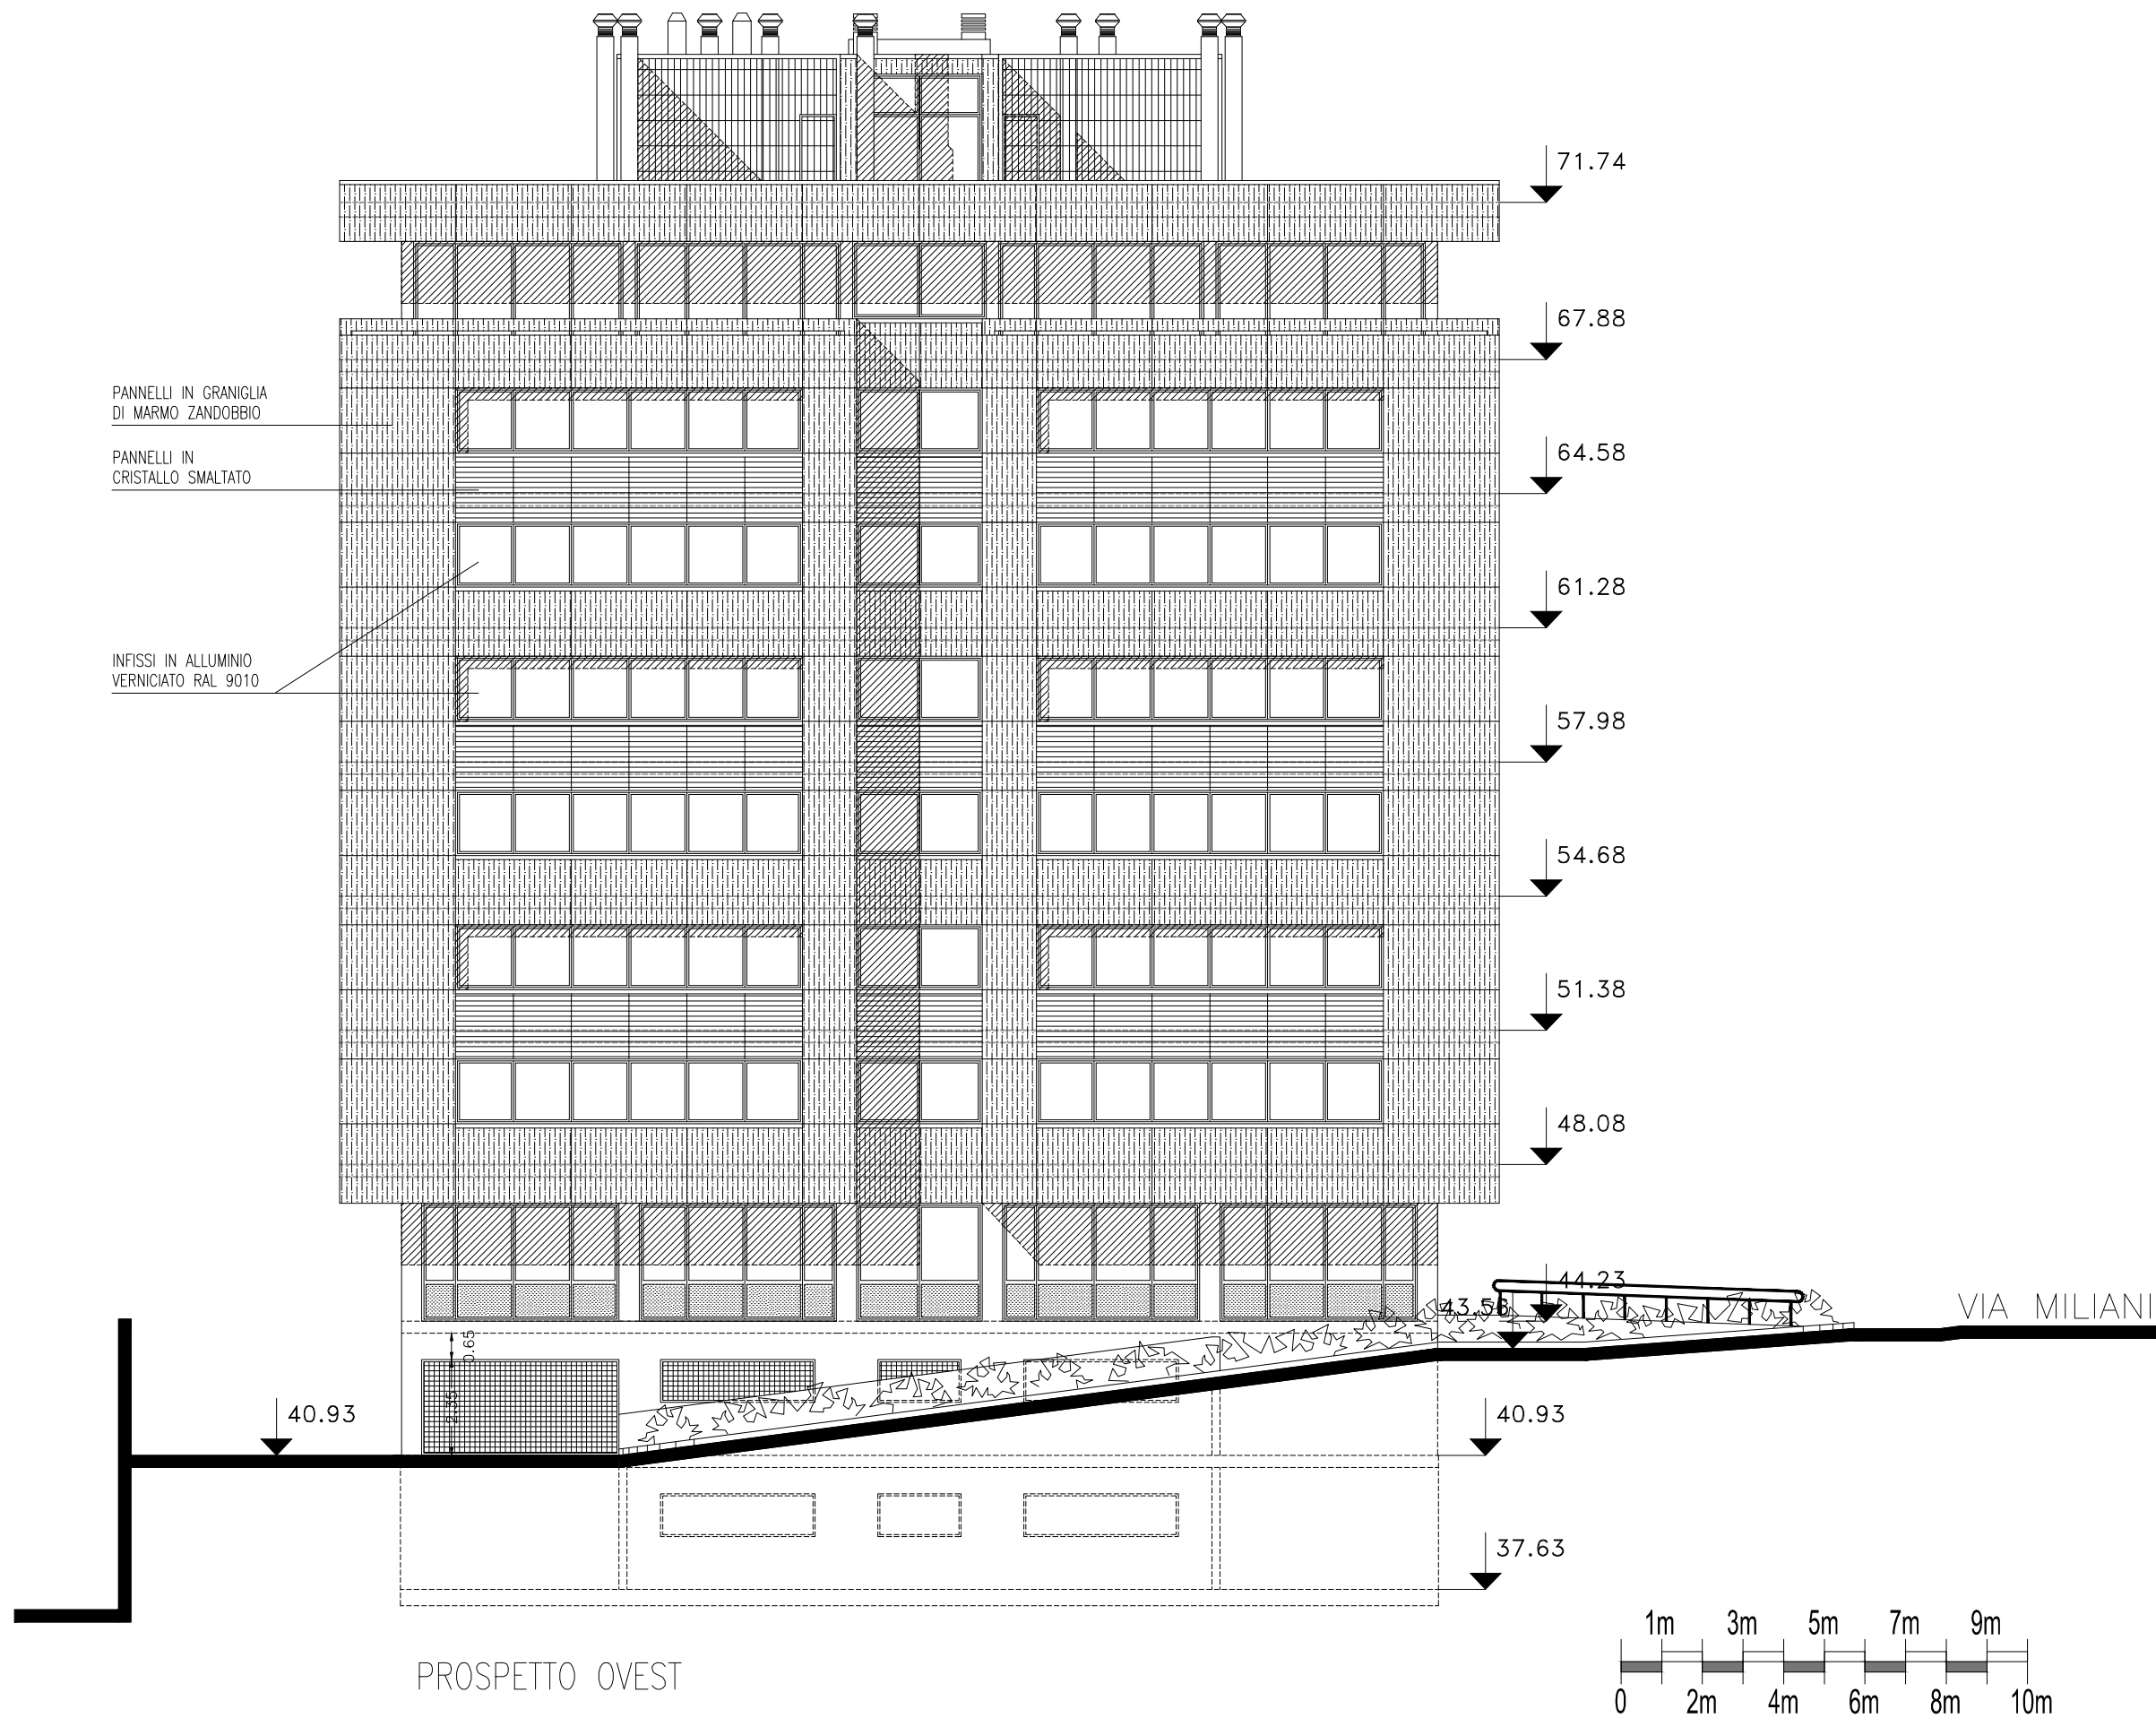 71.74
67.88
PANNELLI IN GRANIGLIA
DI MARMO ZANDOBBIO
64.58
PANNELLI IN
CRISTALLO SMALTATO
61.28
INFISSI IN ALLUMINIO
VERNICIATO RAL 9010
57.98
54.68
51.38
48.08
44.23
43.56
VIA MILIANI
0.65
2.35
40.93
40.93
37.63
1m 3m 5m 7m 9m
0 2m 4m 6m 8m 10m
PROSPETTO OVEST